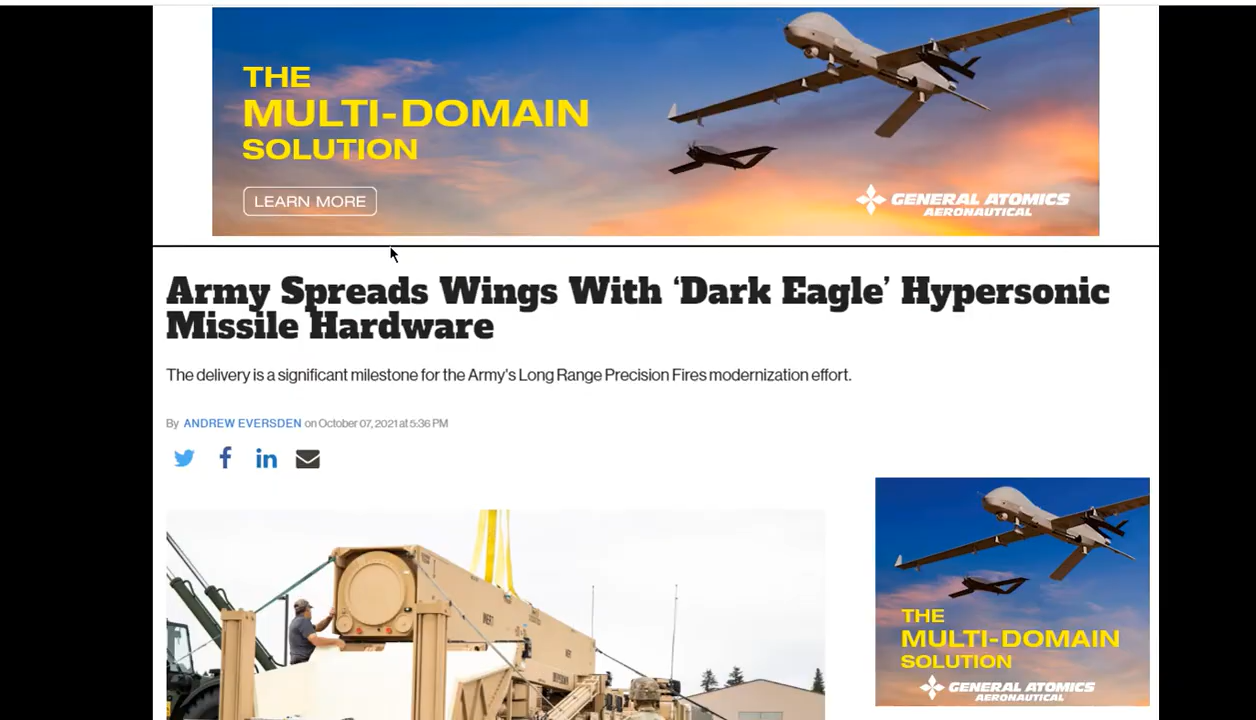 THE
MULTI-DOMAIN
SOLUTION
LEARN MORE
GENERAL ATOMICS
AERONAUTICAL
Army Spreads Wings With ‘Dark Eagle’ Hypersonic
Missile Hardware
The delivery is a significant milestone for the Army's Long Range Precision Fires modernization effort.
By ANDREW EVERSDEN on October 07, 2021 at 5:36 PM
THE
MULTI-DOMAIN
SOLUTION
GENERAL ATOMICS
AERONAUTICAL
INERT